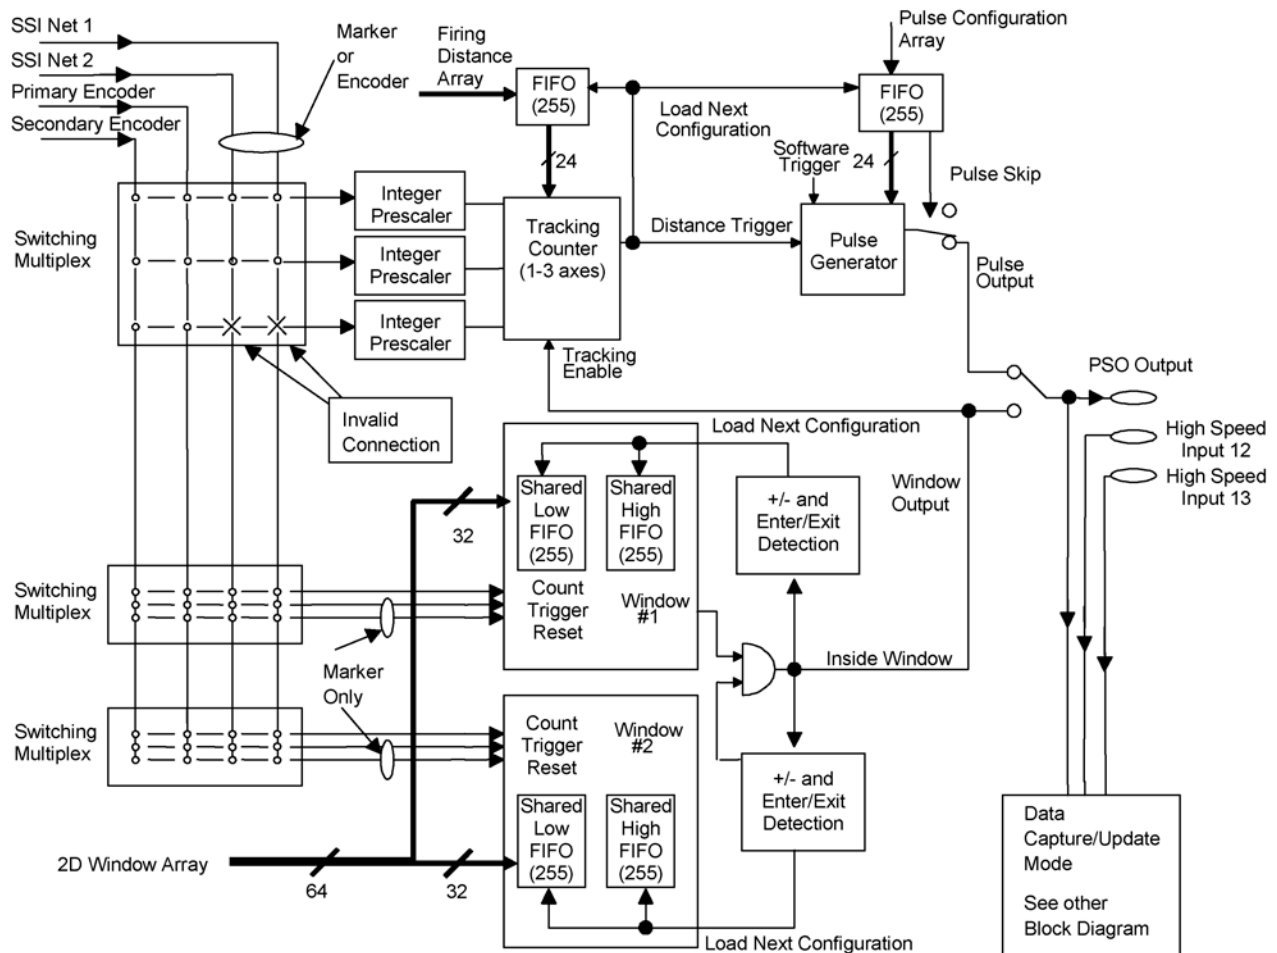 SSI Net 1
SSI Net 2
Primary Encoder
Secondary Encoder
Marker
or
Encoder
Firing
Distance
Array
FIFO
(255)
24
Load Next
Configuration
Pulse Configuration
Array
FIFO
(255)
Software
Trigger
24
Pulse Skip
Switching
Multiplex
Integer
Prescaler
Integer
Prescaler
Integer
Prescaler
Tracking
Counter
(1-3 axes)
Distance Trigger
Pulse
Generator
Pulse
Output
Tracking
Enable
Invalid
Connection
PSO Output
High Speed
Input 12
High Speed
Input 13
Load Next Configuration
Shared
Low
FIFO
(255)
Shared
High
FIFO
(255)
+/- and
Enter/Exit
Detection
Window
Output
32
Switching
Multiplex
Count
Trigger
Reset
Window
#1
Marker
Only
Inside Window
Switching
Multiplex
Count
Trigger
Reset
Window
#2
+/- and
Enter/Exit
Detection
Shared
Low
FIFO
(255)
Shared
High
FIFO
(255)
2D Window Array
64
32
Load Next Configuration
Data
Capture/Update
Mode
See other
Block Diagram